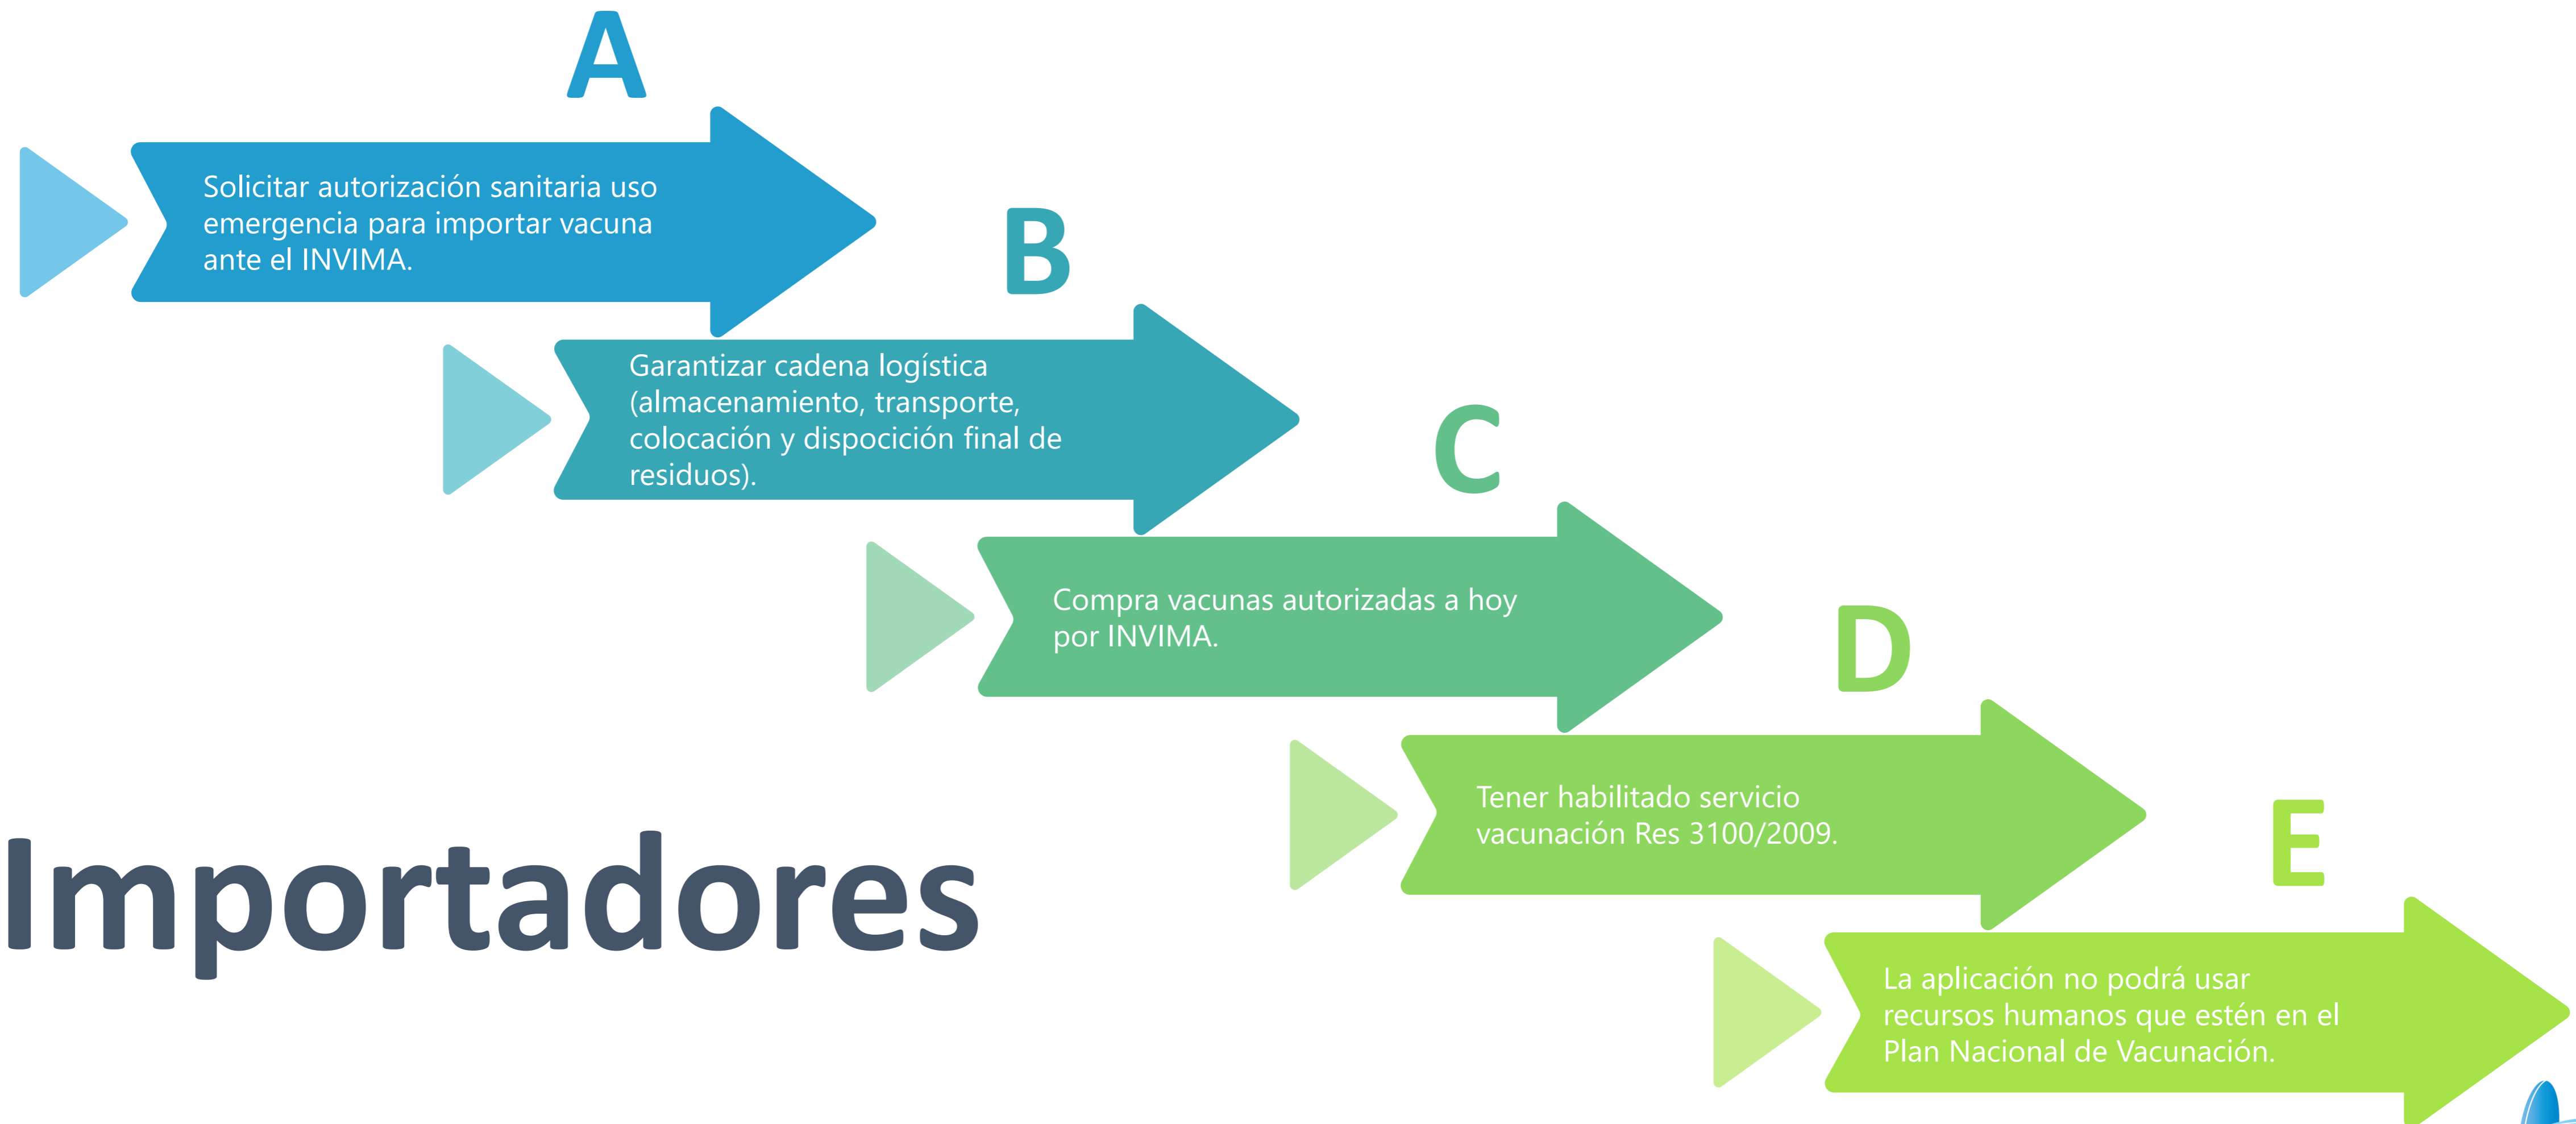 A
Solicitar autorización sanitaria uso
emergencia para importar vacuna
ante el INVIMA.
B
Garantizar cadena logística
(almacenamiento, transporte,
colocación y dispocición final de
residuos).
C
Compra vacunas autorizadas a hoy
por INVIMA.
D
Tener habilitado servicio
vacunación Res 3100/2009.
E
La aplicación no podrá usar
recursos humanos que estén en el
Plan Nacional de Vacunación.
Importadores